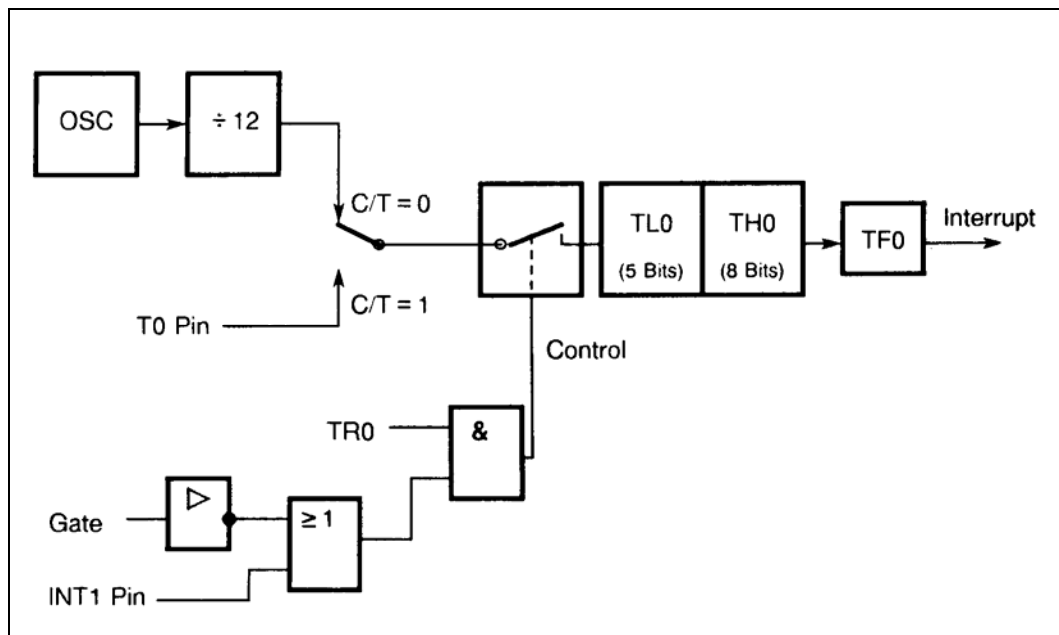 OSC
÷ 12
C/T = 0
C/T = 1
T0 Pin
TL0
(5 Bits)
TH0
(8 Bits)
TF0
Interrupt
Control
TR0
&
Gate
▷
≥ 1
INT1 Pin